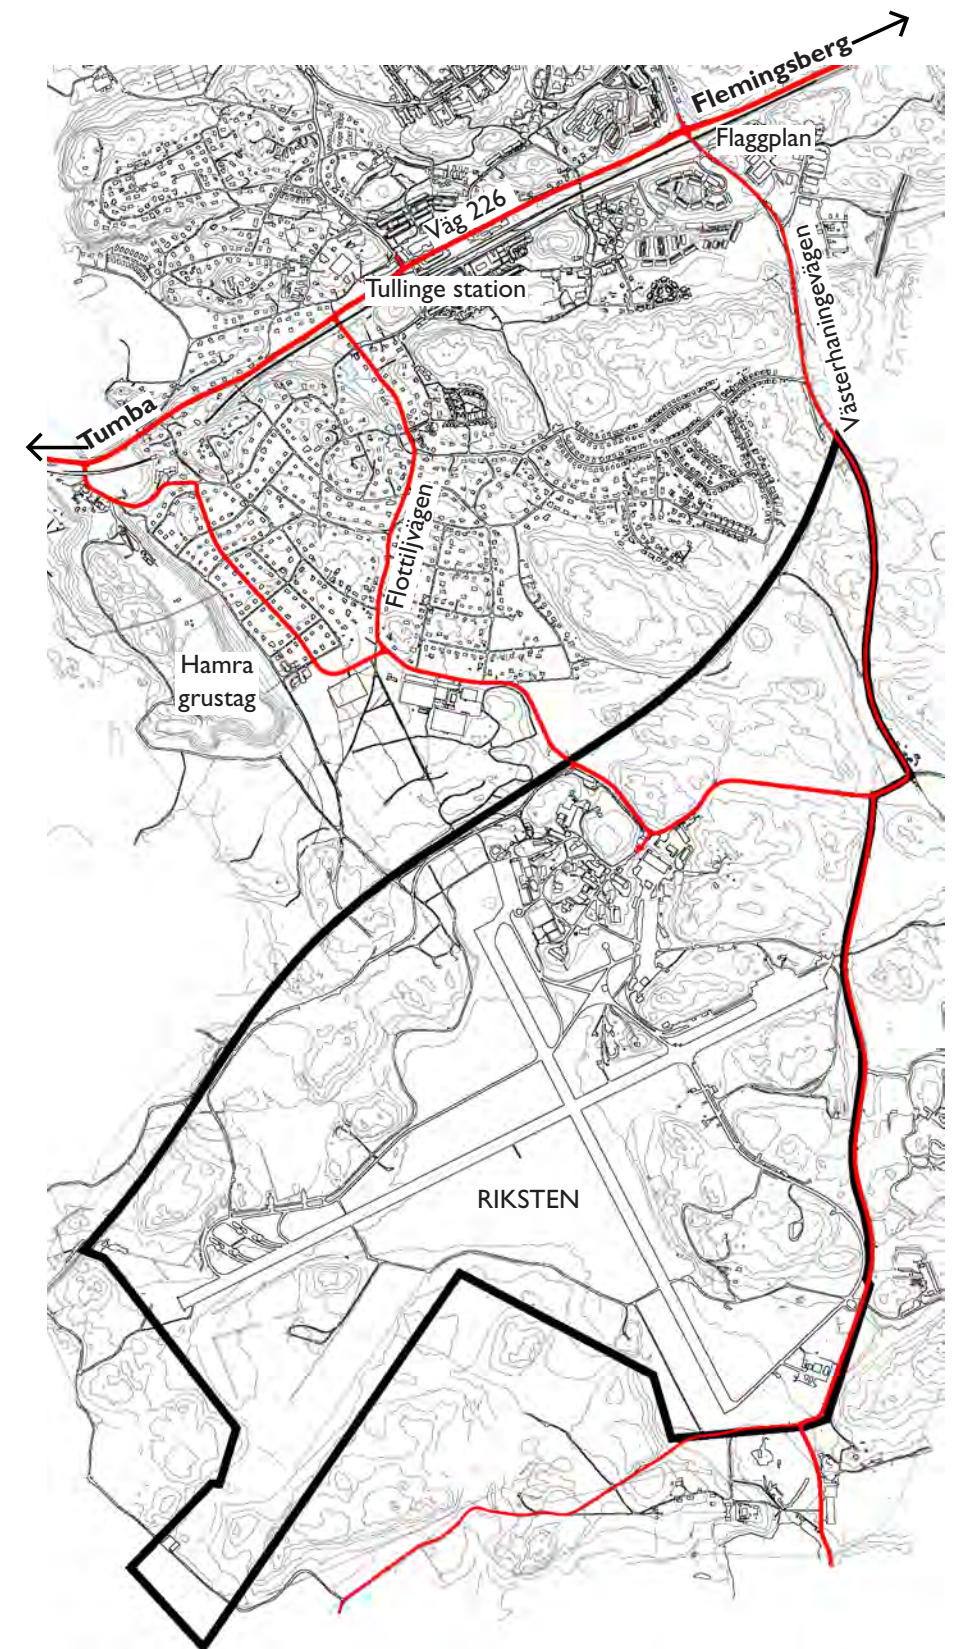 Flemingsberg
Flaggplan
Väg 226
Västerhaningevägen
Tullinge station
Tumba
Flottiljvägen
Hamra
grustag
RIKSTEN